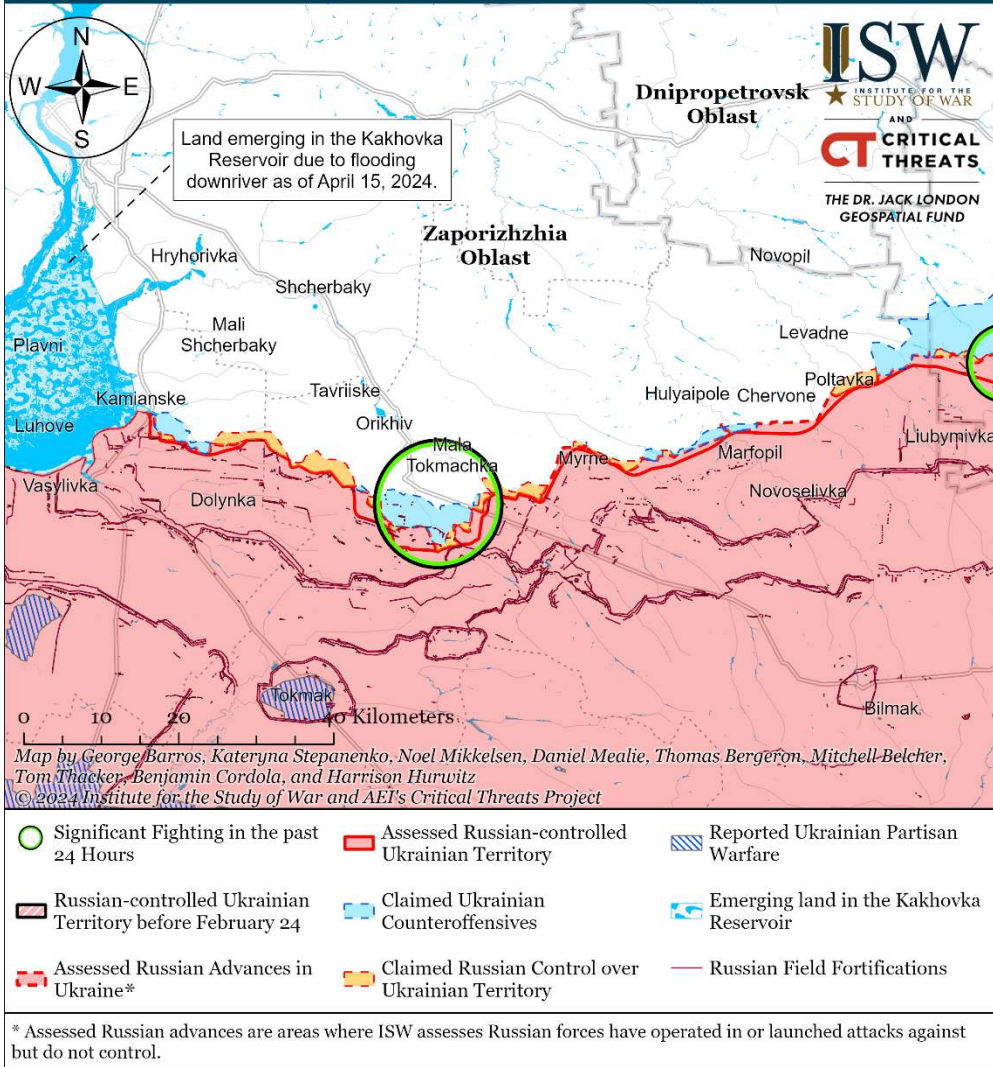 N
W E
S
ISW
INSTITUTE FOR THE
STUDY OF WAR
AND
CT CRITICAL
THREATS
THE DR. JACK LONDON
GEOSPATIAL FUND
Dnipropetrovsk
Oblast
Land emerging in the Kakhovka
Reservoir due to flooding
downriver as of April 15, 2024.
Zaporizhzhia
Oblast
Hryhorivka
Novopil
Shcherbaky
Mali
Shcherbaky
Levadne
Plavni
Tavriiske
Poltavka
Kamianske
Hulyaipole
Chervone
Orikhiv
Luhove
Mala
Tokmachka
Liubymivka
Myrne
Marfopil
Vasylivka
Dolynka
Novoselivka
Tokmak
Bilmak
0 10 20 40 Kilometers
Map by George Barros, Kateryna Stepanenko, Noel Mikkelsen, Daniel Mealie, Thomas Bergeron, Mitchell Belcher,
Tom Thacker, Benjamin Cordola, and Harrison Hurwitz
© 2024 Institute for the Study of War and AEI's Critical Threats Project
Significant Fighting in the past
24 Hours
Assessed Russian-controlled
Ukrainian Territory
Reported Ukrainian Partisan
Warfare
Russian-controlled Ukrainian
Territory before February 24
Claimed Ukrainian
Counteroffensives
Emerging land in the Kakhovka
Reservoir
Assessed Russian Advances in
Ukraine*
Claimed Russian Control over
Ukrainian Territory
Russian Field Fortifications
* Assessed Russian advances are areas where ISW assesses Russian forces have operated in or launched attacks against
but do not control.